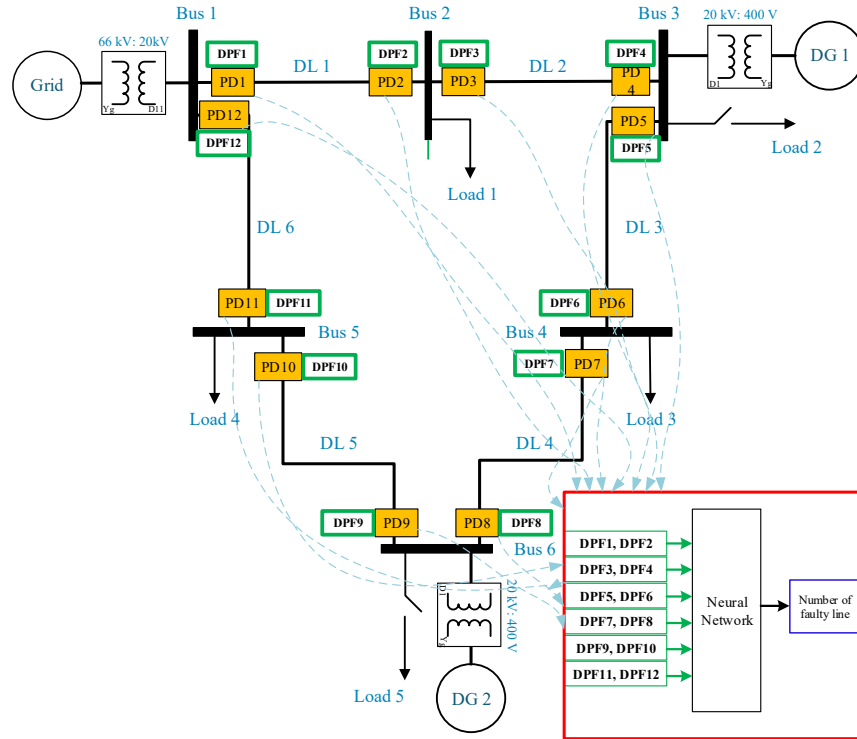 Bus 1
Bus 2
Bus 3
20 kV: 400 V
66 kV: 20kV
DPF1
DPF2
DPF3
DPF4
DG 1
Grid
PD1
DL 1
PD2
PD3
DL 2
PD
4
D1
Yg
Yg
D11
PD12
PD5
DPF12
DPF5
Load 2
Load 1
DL 6
DL 3
PD11
DPF11
DPF6
PD6
Bus 5
Bus 4
PD10
DPF10
DPF7
PD7
Load 4
Load 3
DL 5
DL 4
DPF9
PD9
PD8
DPF8
Bus 6
DPF1, DPF2
DPF3, DPF4
DPF5, DPF6
DPF7, DPF8
DPF9, DPF10
DPF11, DPF12
Neural
Network
Number of
faulty line
D1
Yg
20 kV: 400 V
Load 5
DG 2